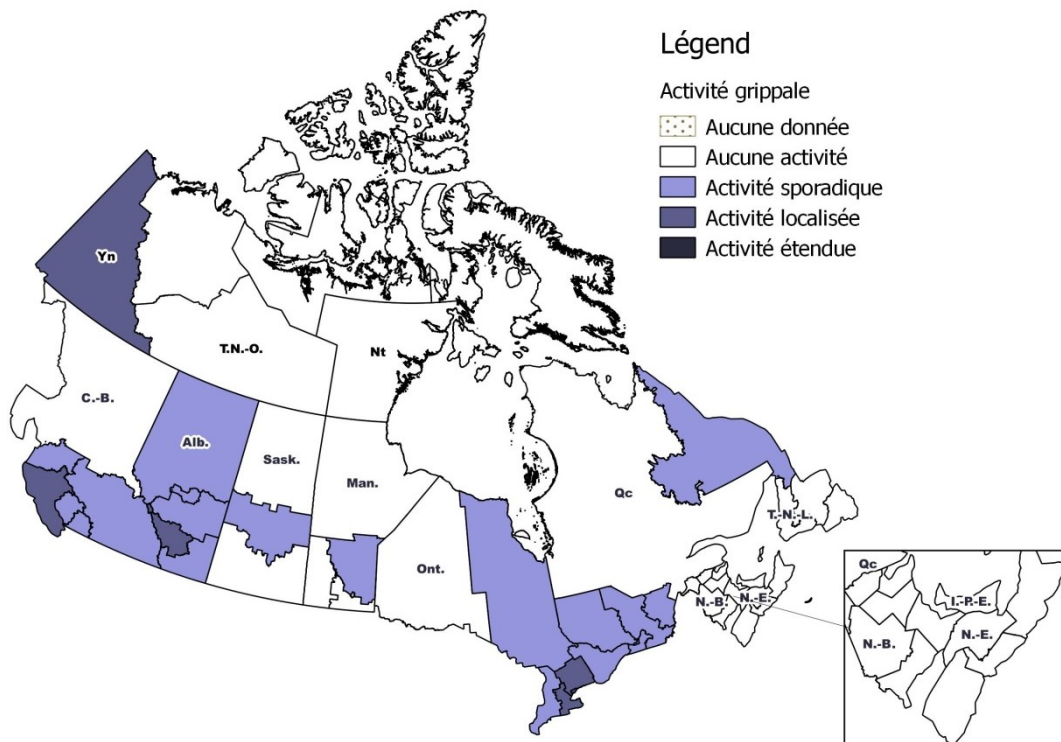 Légend
Activité grippale
Aucune donnée
Aucune activité
Activité sporadique
Activité localisée
Activité étendue
Yn
T.N.-O.
Nt
C.-B.
Alb.
Sask.
Man.
Ont.
Qc
T.-N.-L.
N.-B.
N.-E.
Qc
I.-P.-E.
N.-E.
N.-B.